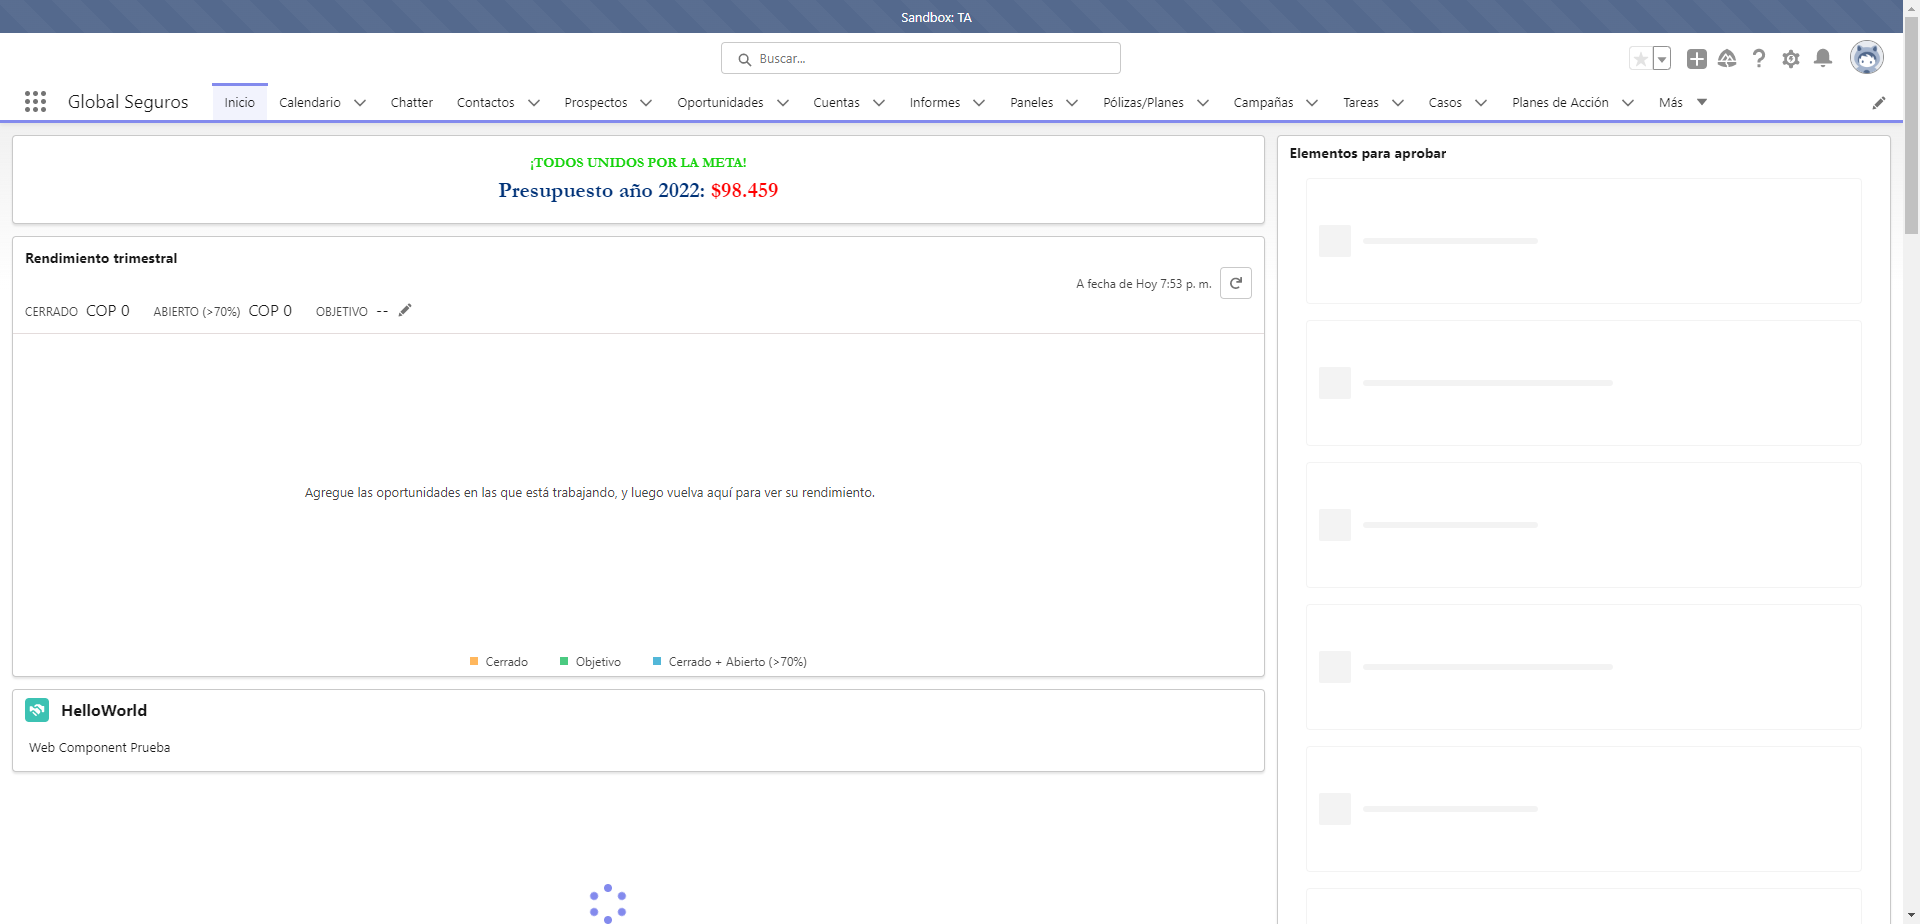 Sandbox: TA
Buscar...
Global Seguros
Inicio
Calendario
Chatter
Contactos
Prospectos
Oportunidades
Cuentas
Informes
Paneles
Pólizas/Planes
Campañas
Tareas
Casos
Planes de Acción
Más
¡TODOS UNIDOS POR LA META!
Presupuesto año 2022: $98.459
Rendimiento trimestral
A fecha de Hoy 7:53 p. m.
CERRADO COP 0 ABIERTO (>70%) COP 0 OBJETIVO --
Agregue las oportunidades en las que está trabajando, y luego vuelva aquí para ver su rendimiento.
Cerrado
Objetivo
Cerrado + Abierto (>70%)
HelloWorld
Web Component Prueba
Elementos para aprobar